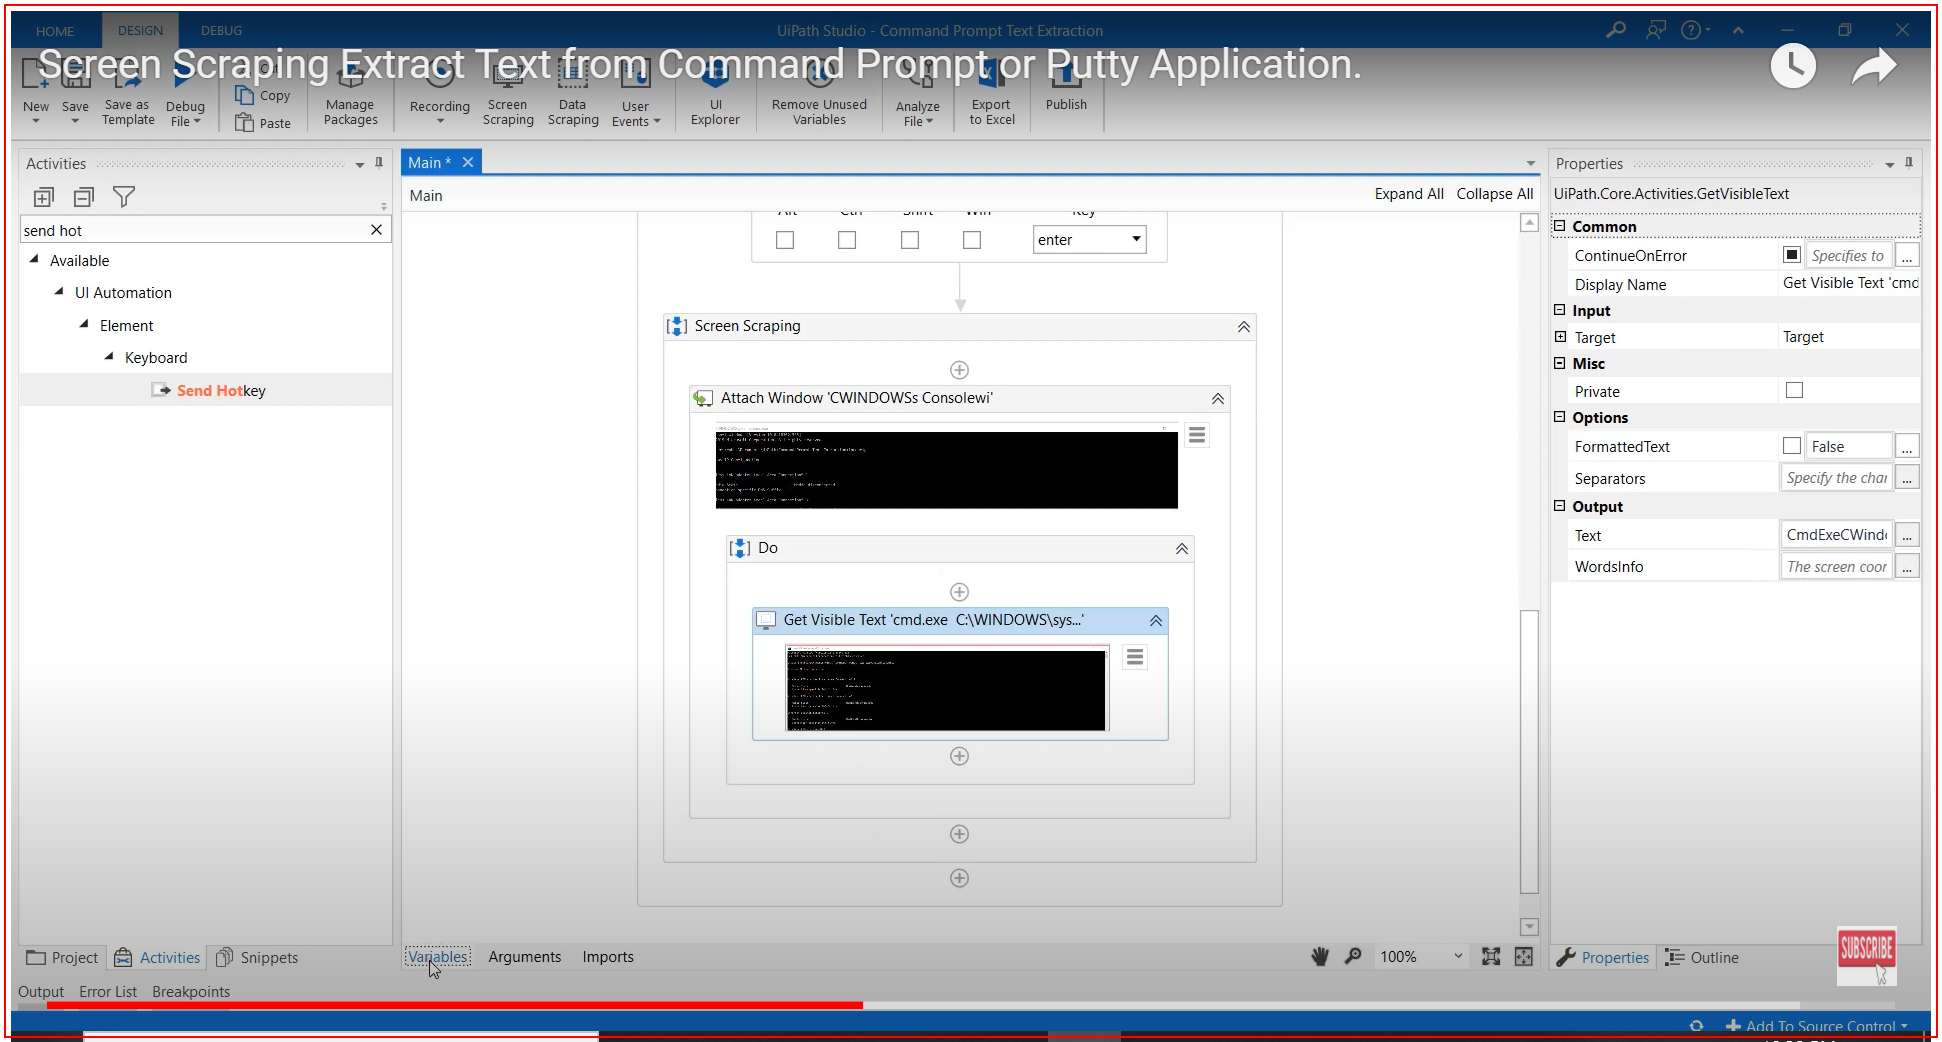 HOME
DESIGN
DEBUG
UiPath Studio - Command Prompt Text Extraction
Screen Scraping Extract Text from Command Prompt or Putty Application.
New
Save
Save as Template
Debug File
Copy
Paste
Manage Packages
Recording
Screen Scraping
Data Scraping
User Events
UI Explorer
Remove Unused Variables
Analyze File
Export to Excel
Publish
Activities
send hot
Available
UI Automation
Element
Keyboard
Send Hotkey
Main *
Main
Expand All
Collapse All
Alt
Ctrl
Shift
Win
Key
enter
Screen Scraping
Attach Window 'CWINDOWSs Consolewi'
Do
Get Visible Text 'cmd.exe C:\WINDOWS\sys...'
Properties
UiPath.Core.Activities.GetVisibleText
Common
ContinueOnError
Specifies to
...
Display Name
Get Visible Text 'cmd
Input
Target
Target
Misc
Private
Options
FormattedText
False
...
Separators
Specify the char
...
Output
Text
CmdExeCWind
...
WordsInfo
The screen coor
...
Project
Activities
Snippets
Variables
Arguments
Imports
100%
Properties
Outline
SUBSCRIBE
Output
Error List
Breakpoints
Add To Source Control